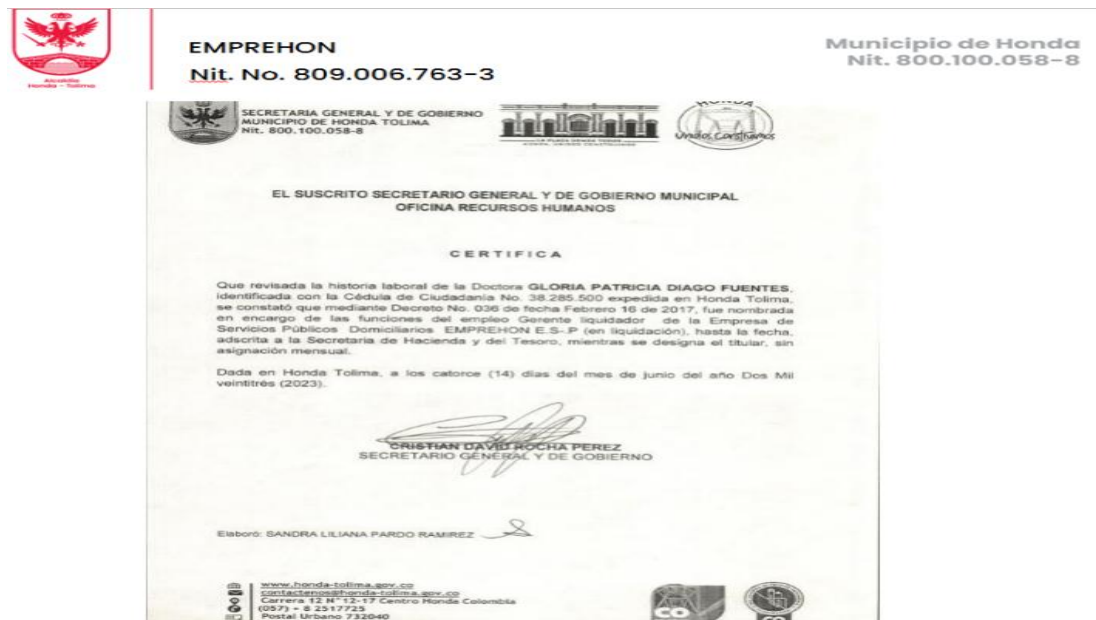 Alcaldía
Honda - Tolima
EMPREHON
Nit. No. 809.006.763-3
Municipio de Honda
Nit. 800.100.058-8
SECRETARIA GENERAL Y DE GOBIERNO
MUNICIPIO DE HONDA TOLIMA
Nit. 800.100.058-8
HONDA
Unidos Construimos
EL SUSCRITO SECRETARIO GENERAL Y DE GOBIERNO MUNICIPAL
OFICINA RECURSOS HUMANOS
CERTIFICA
Que revisada la historia laboral de la Doctora GLORIA PATRICIA DIAGO FUENTES,
identificada con la Cédula de Ciudadanía No. 38.285.500 expedida en Honda Tolima,
se constató que mediante Decreto No. 036 de fecha Febrero 16 de 2017, fue nombrada
en encargo de las funciones del empleo Gerente liquidador de la Empresa de
Servicios Públicos Domiciliarios EMPREHON E.S-.P (en liquidación), hasta la fecha,
adscrita a la Secretaria de Hacienda y del Tesoro, mientras se designa el titular, sin
asignación mensual.
Dada en Honda Tolima, a los catorce (14) días del mes de junio del año Dos Mil
veintitrés (2023).
CRISTIAN DAVID ROCHA PEREZ
SECRETARIO GENERAL Y DE GOBIERNO
Elaboró: SANDRA LILIANA PARDO RAMIREZ
www.honda-tolima.gov.co
contactenos@honda-tolima.gov.co
Carrera 12 N°12-17 Centro Honda Colombia
(057) + 8 2517725
Postal Urbano 732040
CO
CO